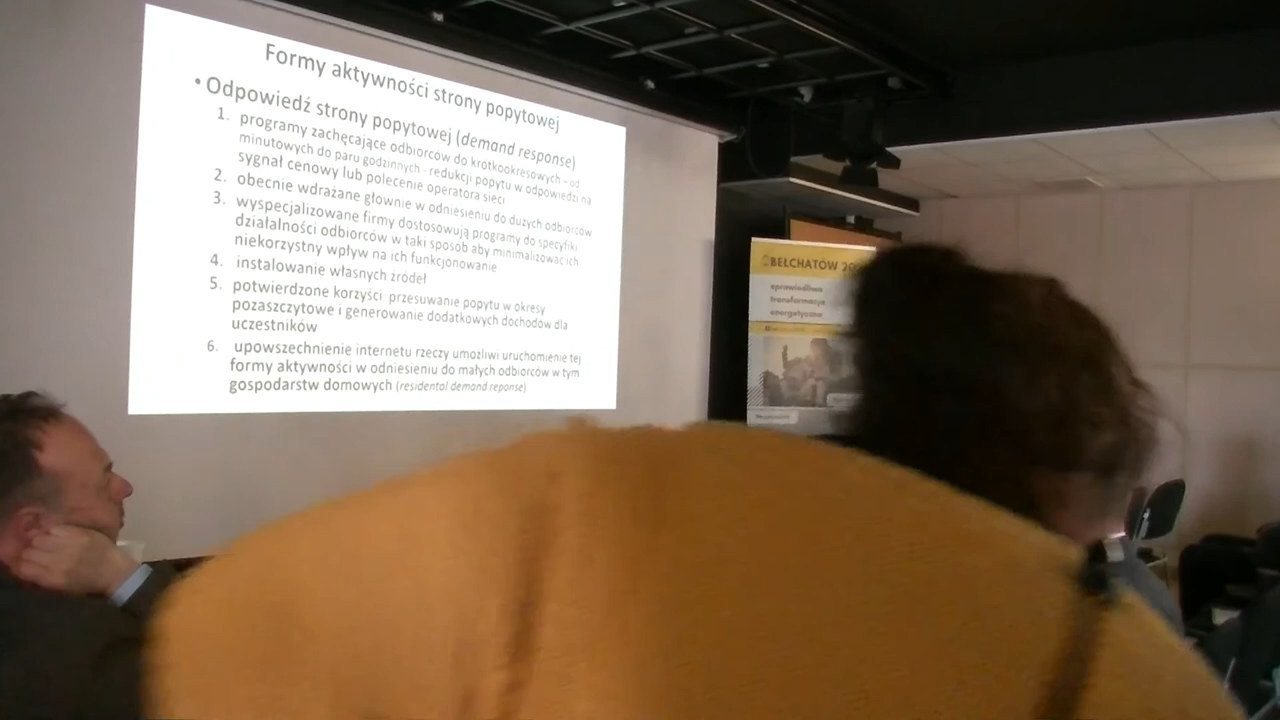 Formy aktywności strony popytowej
• Odpowiedź strony popytowej (demand response)
1. programy zachęcające odbiorców do krótkookresowych - od
minutowych do paru godzinnych - redukcji popytu w odpowiedzi na
sygnał cenowy lub polecenie operatora sieci
2. obecnie wdrażane głownie w odniesieniu do dużych odbiorców
3. wyspecjalizowane firmy dostosowują programy do specyfiki
działalności odbiorców w taki sposób aby minimalizować ich
niekorzystny wpływ na ich funkcjonowanie
4. instalowanie własnych źródeł
5. potwierdzone korzyści przesuwanie popytu w okresy
pozaszczytowe i generowanie dodatkowych dochodów dla
uczestników
6. upowszechnienie internetu rzeczy umożliwi uruchomienie tej
formy aktywności w odniesieniu do małych odbiorców w tym
gospodarstw domowych (residental demand reponse)
BEŁCHATÓW
sprawiedliwa
transformacja
energetyczna